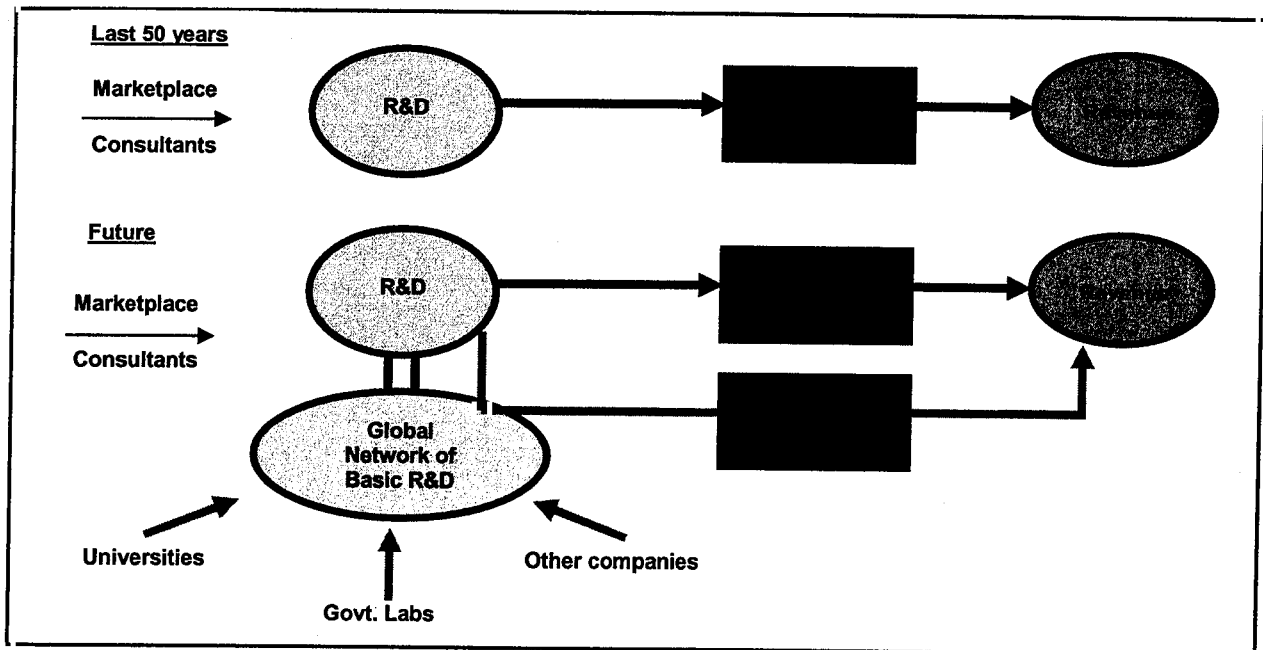 Last 50 years
Marketplace
Consultants
R&D
Future
Marketplace
Consultants
R&D
Global
Network of
Basic R&D
Universities
Other companies
Govt. Labs